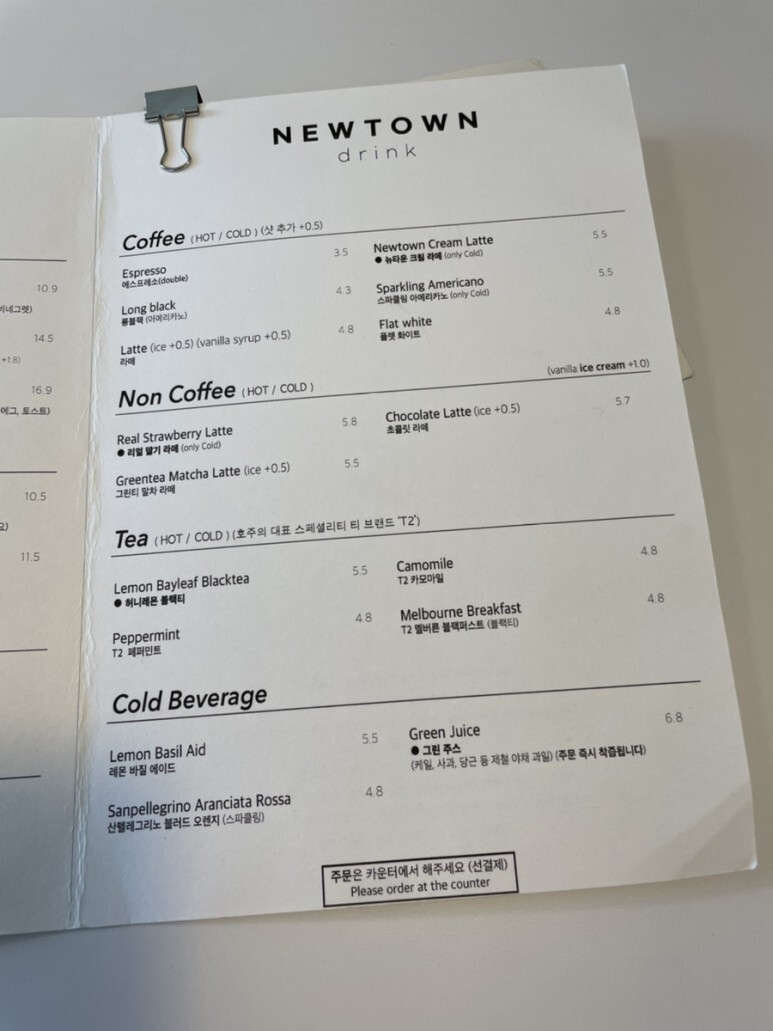 NEWTOWN
drink
Coffee (HOT / COLD) (샷 추가 +0.5)
Espresso 3.5
에스프레소(double)
Long black 4.3
롱블랙 (아메리카노)
Latte (ice +0.5) (vanilla syrup +0.5) 4.8
라떼
Newtown Cream Latte 5.5
● 뉴타운 크림 라떼 (only Cold)
Sparkling Americano 5.5
스파클링 아메리카노 (only Cold)
Flat white 4.8
플랫 화이트
Non Coffee (HOT / COLD)
(vanilla ice cream +1.0)
Real Strawberry Latte 5.8
● 리얼 딸기 라떼 (only Cold)
Greentea Matcha Latte (ice +0.5) 5.5
그린티 말차 라떼
Chocolate Latte (ice +0.5) 5.7
초콜릿 라떼
Tea (HOT / COLD) (호주의 대표 스페셜리티 티 브랜드 'T2')
Lemon Bayleaf Blacktea 5.5
● 허니레몬 블랙티
Peppermint 4.8
T2 페퍼민트
Camomile 4.8
T2 카모마일
Melbourne Breakfast 4.8
T2 멜버른 블랙퍼스트 (블랙티)
Cold Beverage
Lemon Basil Aid 5.5
레몬 바질 에이드
Sanpellegrino Aranciata Rossa 4.8
산펠레그리노 블러드 오렌지 (스파클링)
Green Juice 6.8
● 그린 주스
(케일, 사과, 당근 등 제철 야채 과일) (주문 즉시 착즙됩니다)
주문은 카운터에서 해주세요 (선결제)
Please order at the counter
10.9
비네그렛)
14.5
+1.8)
16.9
에그, 토스트)
10.5
요)
11.5